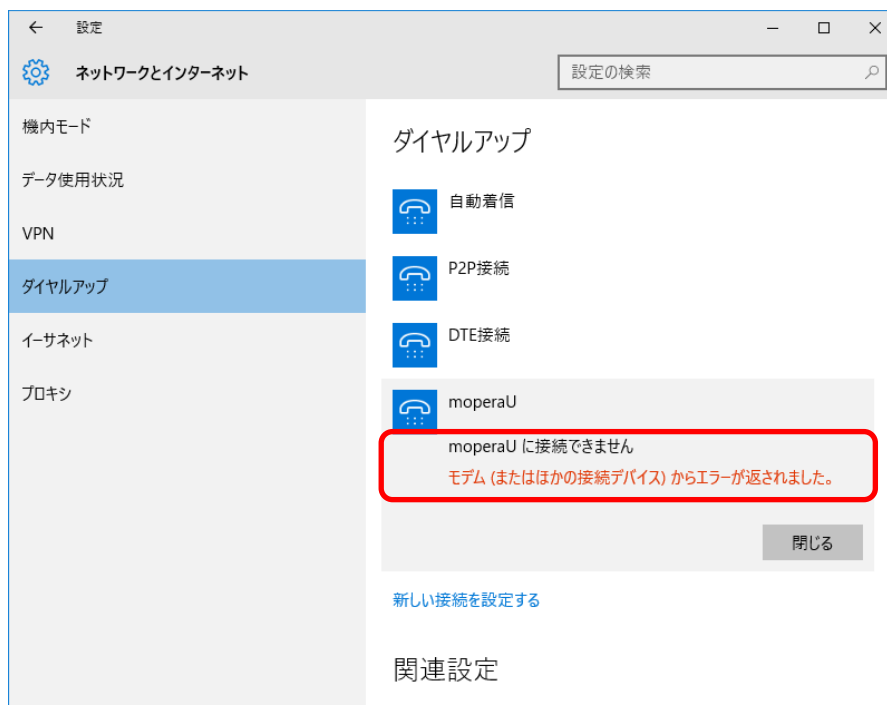 設定
ネットワークとインターネット
設定の検索
機内モード
データ使用状況
VPN
ダイヤルアップ
イーサネット
プロキシ
ダイヤルアップ
自動着信
P2P接続
DTE接続
moperaU
moperaU に接続できません
モデム (またはほかの接続デバイス) からエラーが返されました。
閉じる
新しい接続を設定する
関連設定